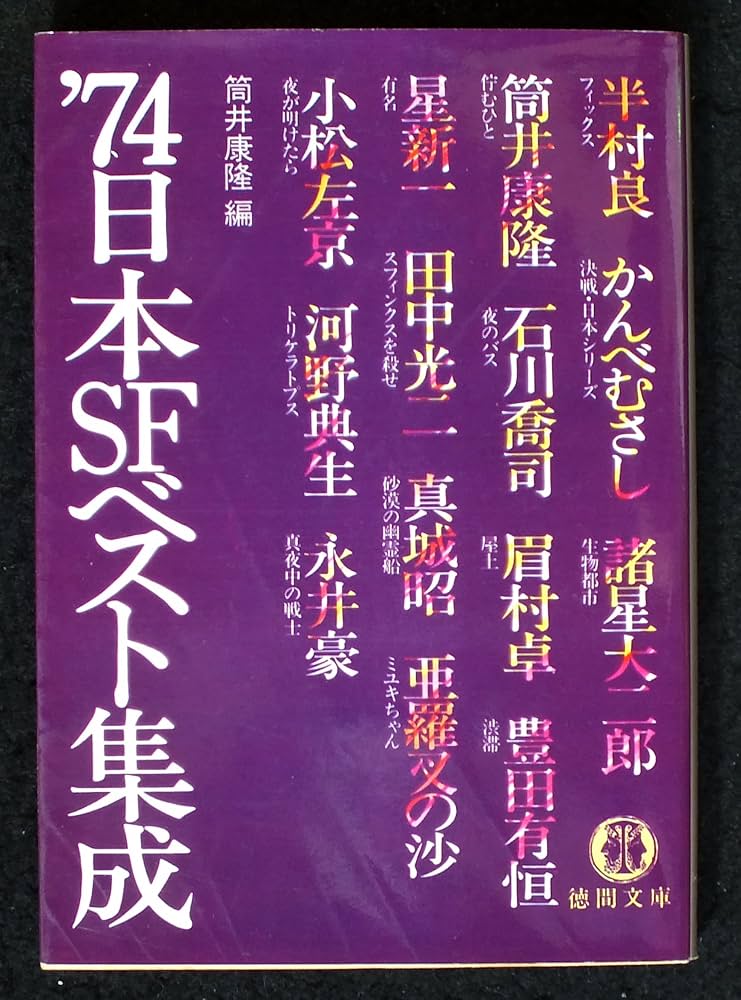 半村良
フィックス
かんべむさし
決戦・日本シリーズ
諸星大二郎
生物都市
筒井康隆
佇むひと
石川喬司
夜のバス
眉村卓
屋上
豊田有恒
渋滞
星新一
有名
田中光二
スフィンクスを殺せ
真城昭
砂漠の幽霊船
亜羅叉の沙
ミユキちゃん
小松左京
夜が明けたら
河野典生
トリケラトプス
永井豪
真夜中の戦士
筒井康隆 編
’74日本SFベスト集成
徳間文庫